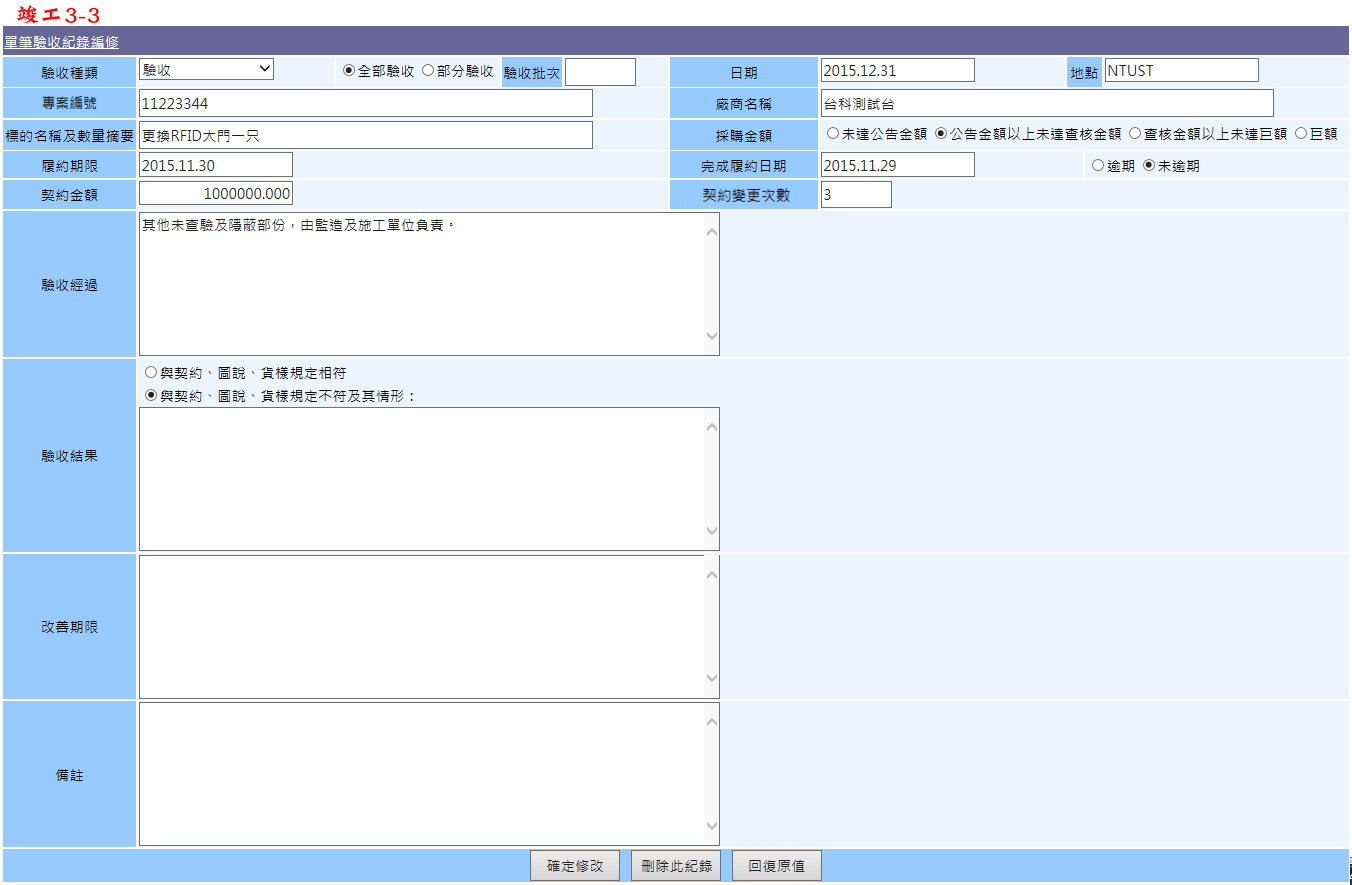 竣工3-3
單筆驗收紀錄編修
驗收種類 驗收 全部驗收 部分驗收 驗收批次 日期 2015.12.31 地點 NTUST
專案編號 11223344 廠商名稱 台科測試台
標的名稱及數量摘要 更換RFID大門一只 採購金額 未達公告金額 公告金額以上未達查核金額 查核金額以上未達巨額 巨額
履約期限 2015.11.30 完成履約日期 2015.11.29 逾期 未逾期
契約金額 1000000.000 契約變更次數 3
驗收經過 其他未查驗及隱蔽部份，由監造及施工單位負責。
驗收結果 與契約、圖說、貨樣規定相符
與契約、圖說、貨樣規定不符及其情形：
改善期限
備註
確定修改 刪除此紀錄 回復原值